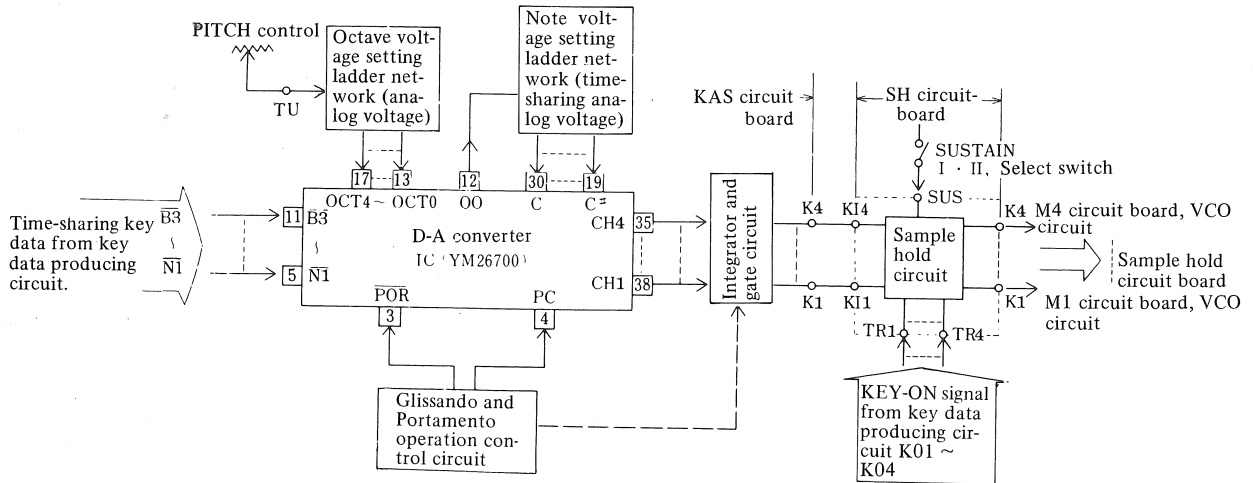 PITCH control
TU
Octave volt-
age setting
ladder net-
work (ana-
log voltage)
Note volt-
age setting
ladder net-
work (time-
sharing ana-
log voltage)
KAS circuit
board
SH circuit-
board
SUSTAIN
I · II, Select switch
SUS
17
13
12
30
19
OCT4 ~ OCT0
OO
C
C#
Time-sharing key
data from key
data producing
circuit.
B3
~
N1
11
B3
~
5
N1
D-A converter
IC (YM26700)
CH4
35
CH1
38
POR
3
PC
4
Integrator and
gate circuit
K4
KI4
K1
KI1
Sample
hold
circuit
K4
M4 circuit board, VCO
circuit
Sample hold
circuit board
K1
M1 circuit board, VCO
circuit
TR1
TR4
Glissando and
Portamento
operation con-
trol circuit
KEY-ON signal
from key data
producing cir-
cuit K01 ~
K04